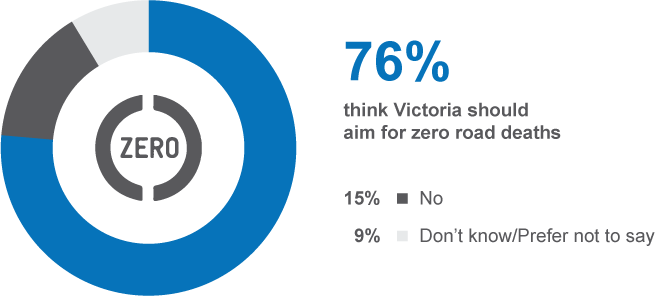 ZERO
76%
think Victoria should
aim for zero road deaths
15% No
9% Don't know/Prefer not to say